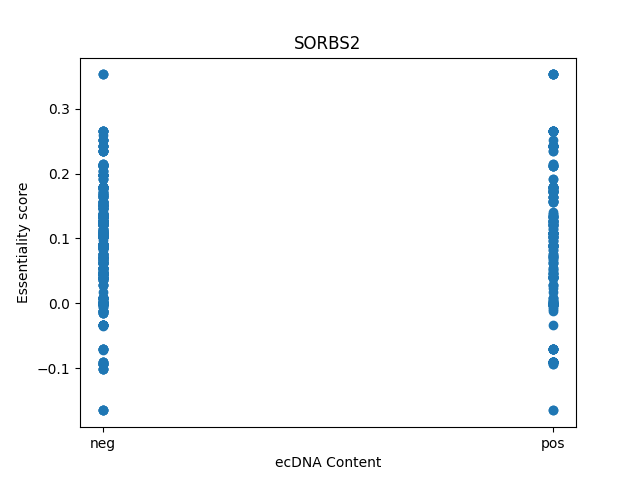 SORBS2
Essentiality score
0.3
0.2
0.1
0.0
−0.1
neg
pos
ecDNA Content